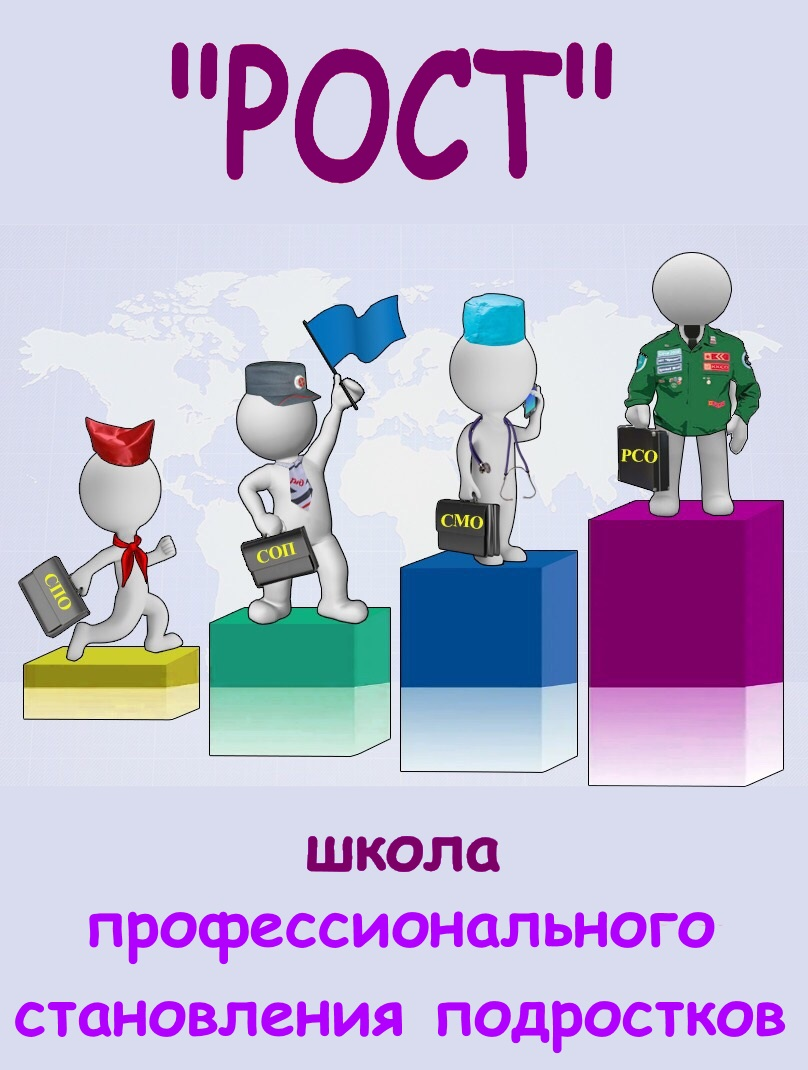 "РОСТ"
СПО
СОП
СМО
РСО
школа
профессионального
становления подростков